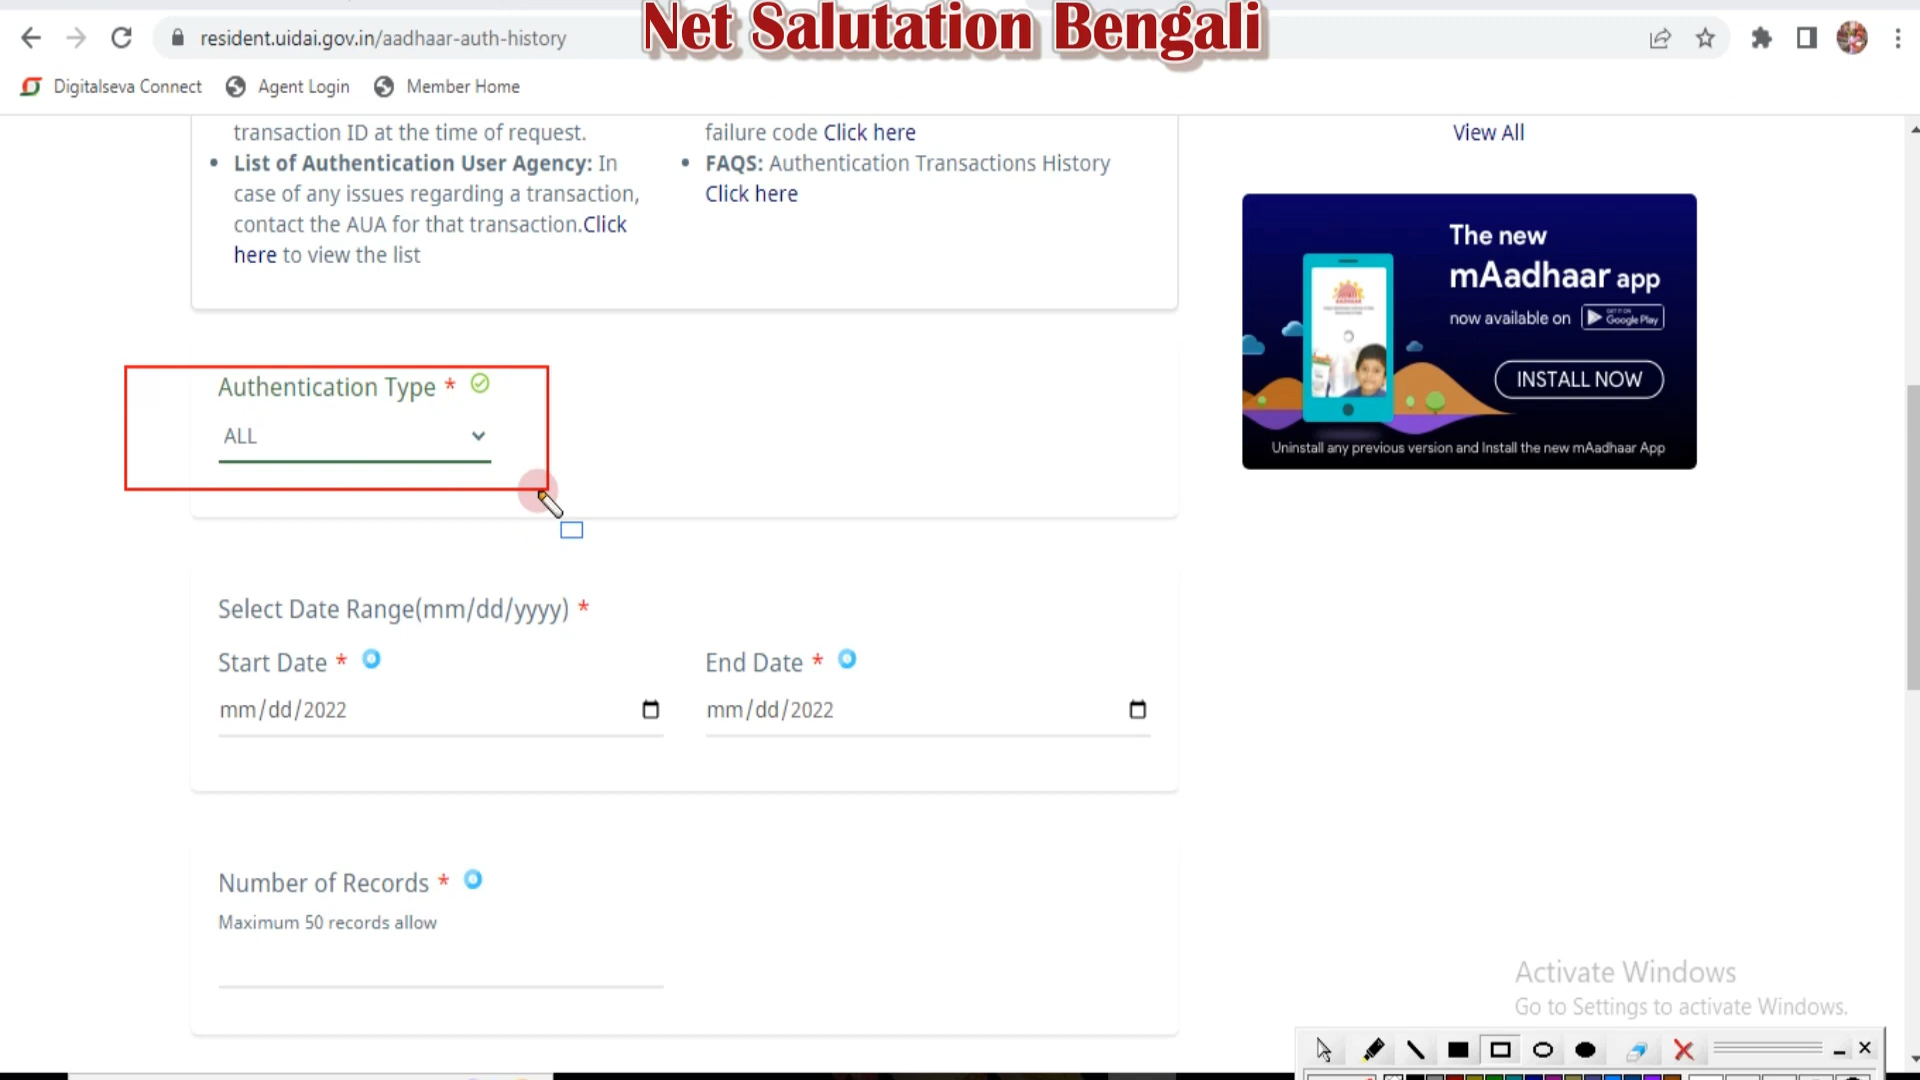 Net Salutation Bengali
resident.uidai.gov.in/aadhaar-auth-history
Digitalseva Connect
Agent Login
Member Home
transaction ID at the time of request.
• List of Authentication User Agency: In
case of any issues regarding a transaction,
contact the AUA for that transaction.Click
here to view the list
failure code Click here
• FAQS: Authentication Transactions History
Click here
View All
The new
mAadhaar app
now available on
GET IT ON
Google Play
INSTALL NOW
Uninstall any previous version and Install the new mAadhaar App
Authentication Type *
ALL
Select Date Range(mm/dd/yyyy) *
Start Date *
mm/dd/2022
End Date *
mm/dd/2022
Number of Records *
Maximum 50 records allow
Activate Windows
Go to Settings to activate Windows.